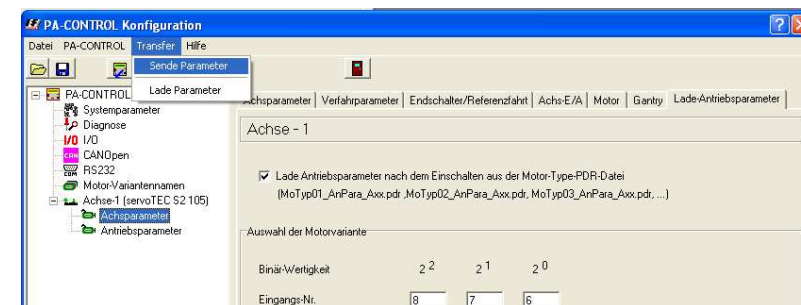 PA-CONTROL Konfiguration
Datei PA-CONTROL Transfer Hilfe
Sende Parameter
Lade Parameter
PA-CONTROL
Systemparameter
Diagnose
I/O I/O
CAN CANOpen
RS232
Motor-Variantennamen
Achse-1 (servoTEC S2 105)
Achsparameter
Antriebsparameter
Achsparameter Verfahrparameter Endschalter/Referenzfahrt Achs-E/A Motor Gantry Lade-Antriebsparameter
Achse - 1
Lade Antriebsparameter nach dem Einschalten aus der Motor-Type-PDR-Datei
(MoTyp01_AnPara_Axx.pdr ,MoTyp02_AnPara_Axx.pdr, MoTyp03_AnPara_Axx.pdr, ...)
Auswahl der Motorvariante
Binär-Wertigkeit 2 2 2 1 2 0
Eingangs-Nr. 8 7 6